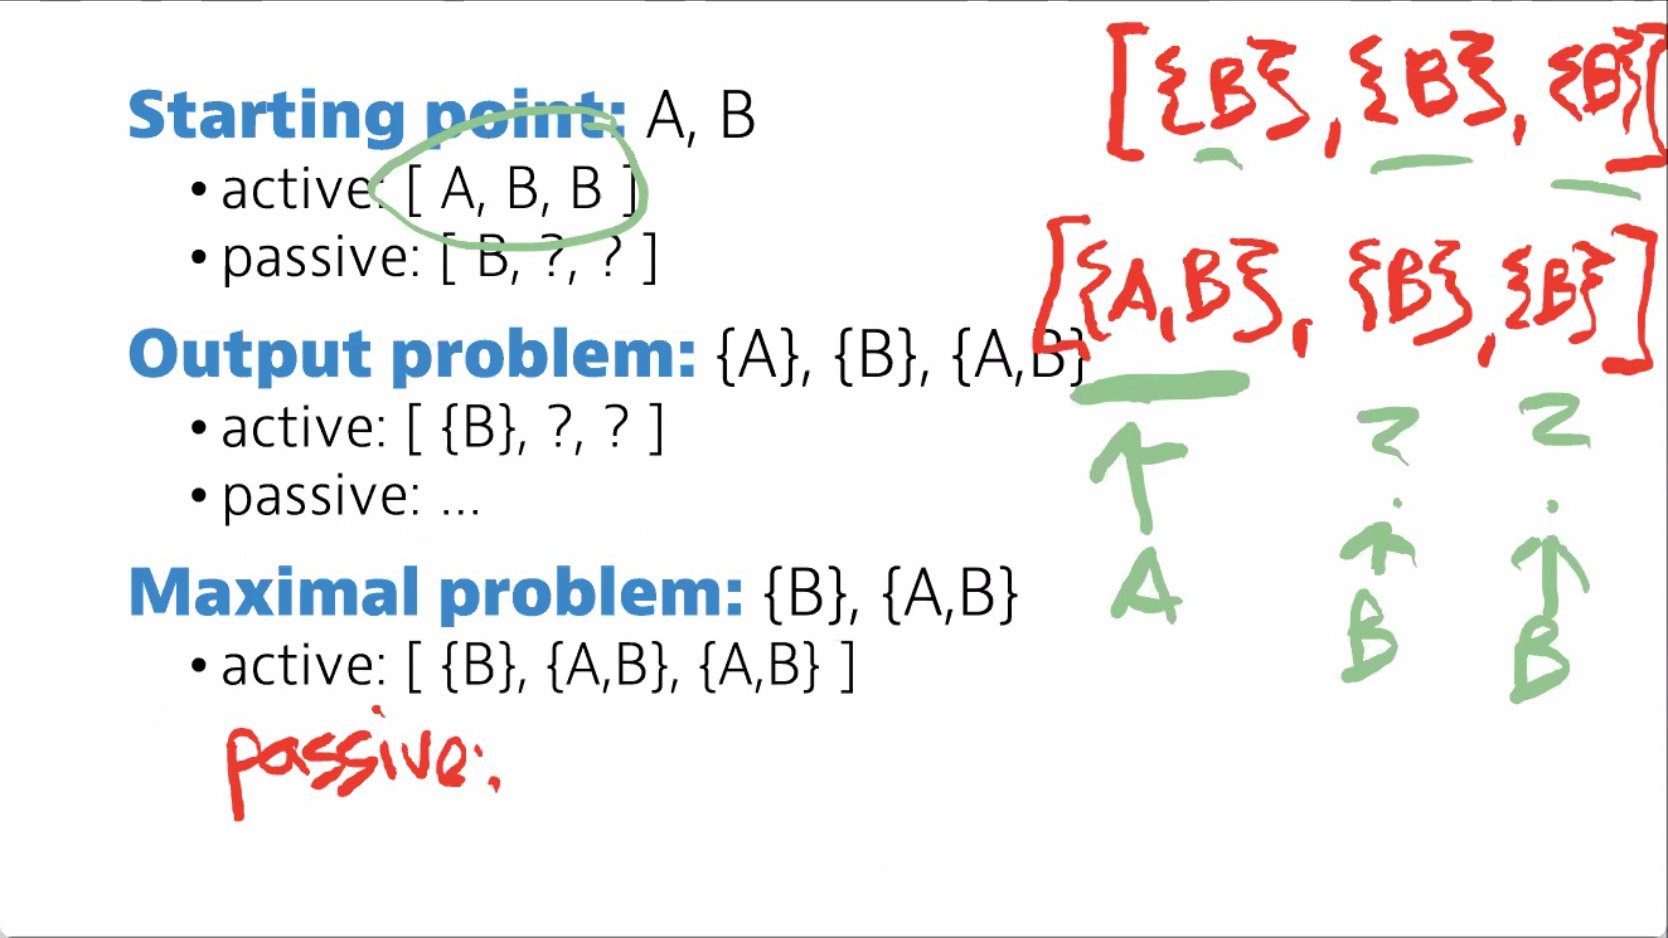 Starting point: A, B
• active: [ A, B, B ]
• passive: [ B, ?, ? ]
Output problem: {A}, {B}, {A,B}
• active: [ {B}, ?, ? ]
• passive: ...
Maximal problem: {B}, {A,B}
• active: [ {B}, {A,B}, {A,B} ]
passive:
[{B}, {B}, {B}]
[{A,B}, {B}, {B}]
? ?
A B B